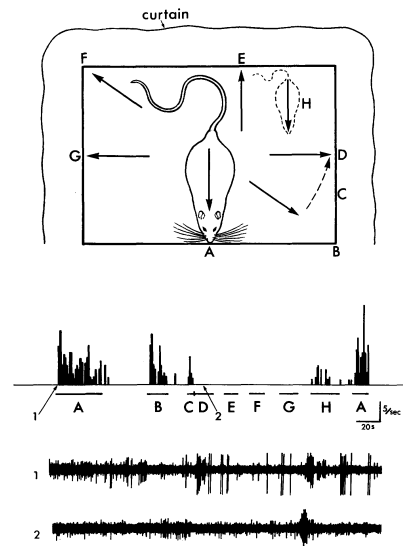 curtain
F E
H
G D
C
A B
1 A B C D 2 E F G H A 5/sec
20s
1
2